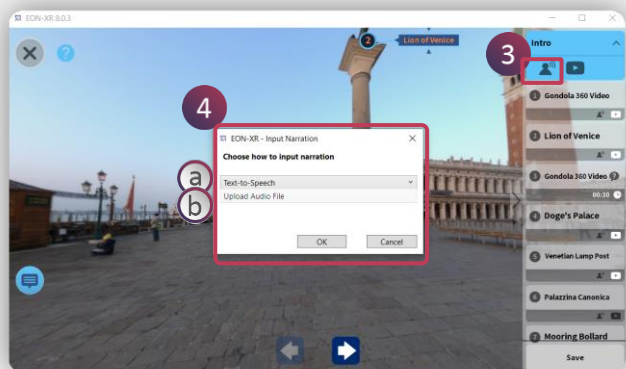 EON-XR 8.0.3
2
Lion of Venice
3
Intro
4
EON-XR - Input Narration
Choose how to input narration
a
Text-to-Speech
b
Upload Audio File
OK
Cancel
1 Gondola 360 Video
2 Lion of Venice
3 Gondola 360 Video ?
00:30
4 Doge's Palace
5 Venetian Lamp Post
6 Palazzina Canonica
7 Mooring Bollard
Save
?